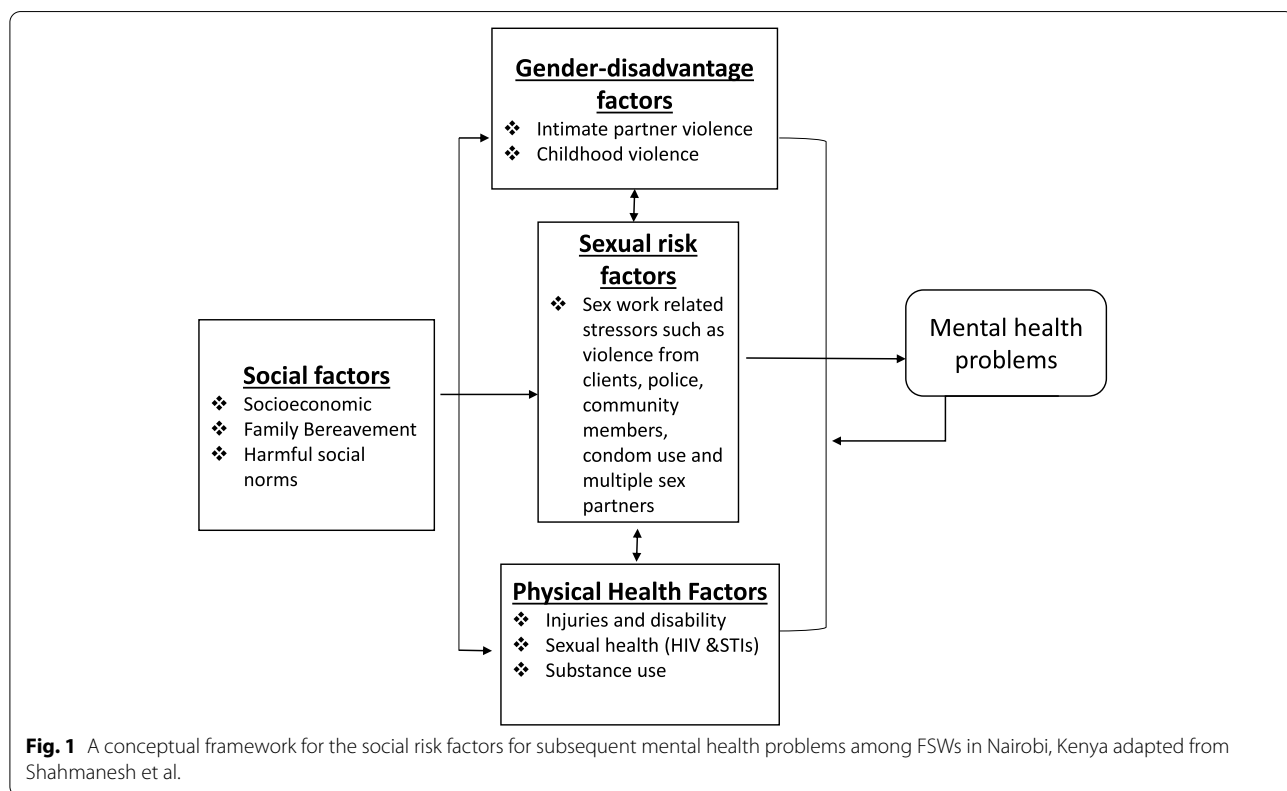 Gender-disadvantage
factors
❖ Intimate partner violence
❖ Childhood violence
Sexual risk
factors
❖ Sex work related
stressors such as
violence from
clients, police,
community
members,
condom use and
multiple sex
partners
Mental health
problems
Social factors
❖ Socioeconomic
❖ Family Bereavement
❖ Harmful social
norms
Physical Health Factors
❖ Injuries and disability
❖ Sexual health (HIV &STIs)
❖ Substance use
Fig. 1 A conceptual framework for the social risk factors for subsequent mental health problems among FSWs in Nairobi, Kenya adapted from
Shahmanesh et al.